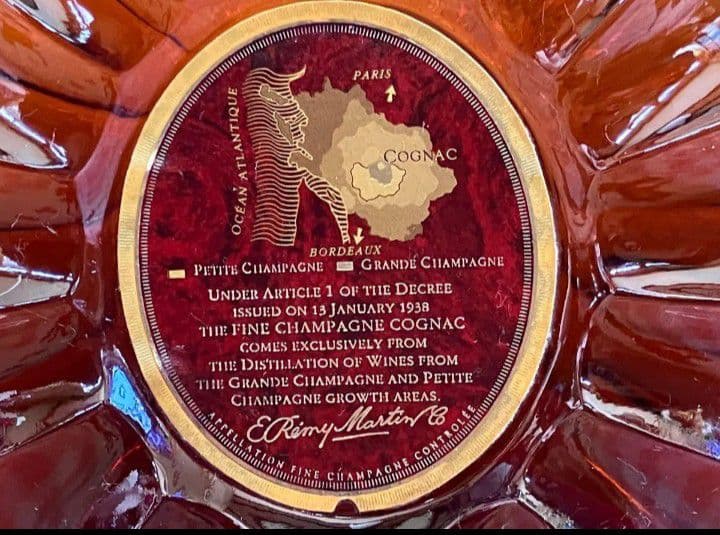 PARIS
OCÉAN ATLANTIQUE
COGNAC
BORDEAUX
PETITE CHAMPAGNE GRANDE CHAMPAGNE
UNDER ARTICLE 1 OF THE DECREE
ISSUED ON 13 JANUARY 1938
THE FINE CHAMPAGNE COGNAC
COMES EXCLUSIVELY FROM
THE DISTILLATION OF WINES FROM
THE GRANDE CHAMPAGNE AND PETITE
CHAMPAGNE GROWTH AREAS.
E. Rémy Martin & Co
APPELLATION FINE CHAMPAGNE CONTROLÉE